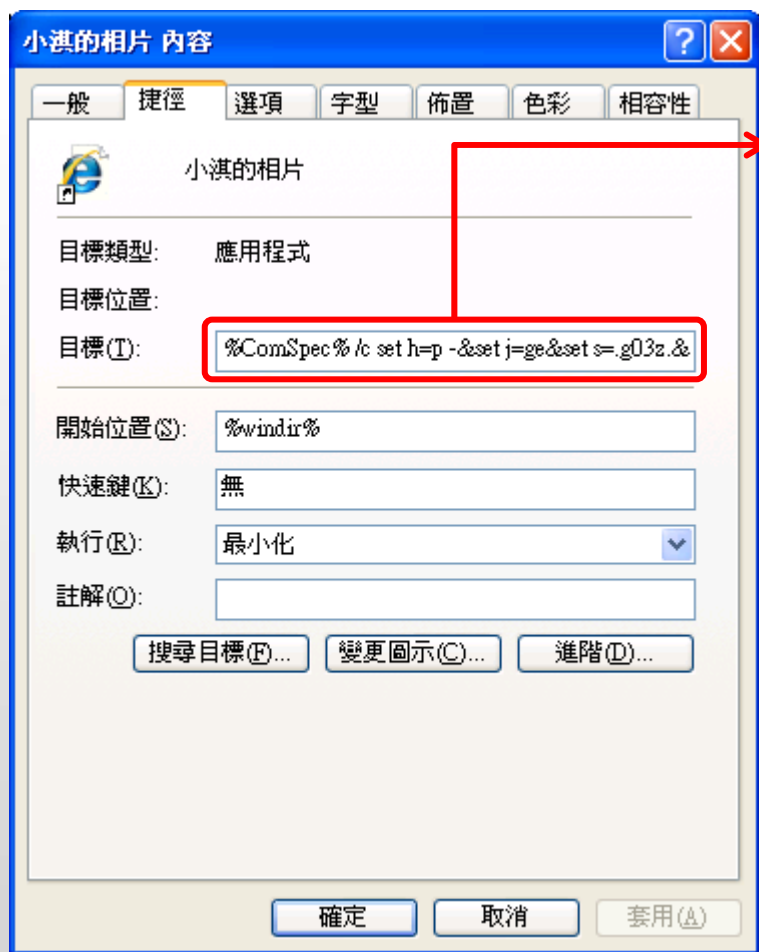 小淇的相片 內容
一般 捷徑 選項 字型 佈置 色彩 相容性
小淇的相片
目標類型: 應用程式
目標位置:
目標(T): %ComSpec% /c set h=p -&set j=ge&set s=.g03z.&
開始位置(S): %windir%
快速鍵(K): 無
執行(R): 最小化
註解(O):
搜尋目標(F)... 變更圖示(C)... 進階(D)...
確定 取消 套用(A)